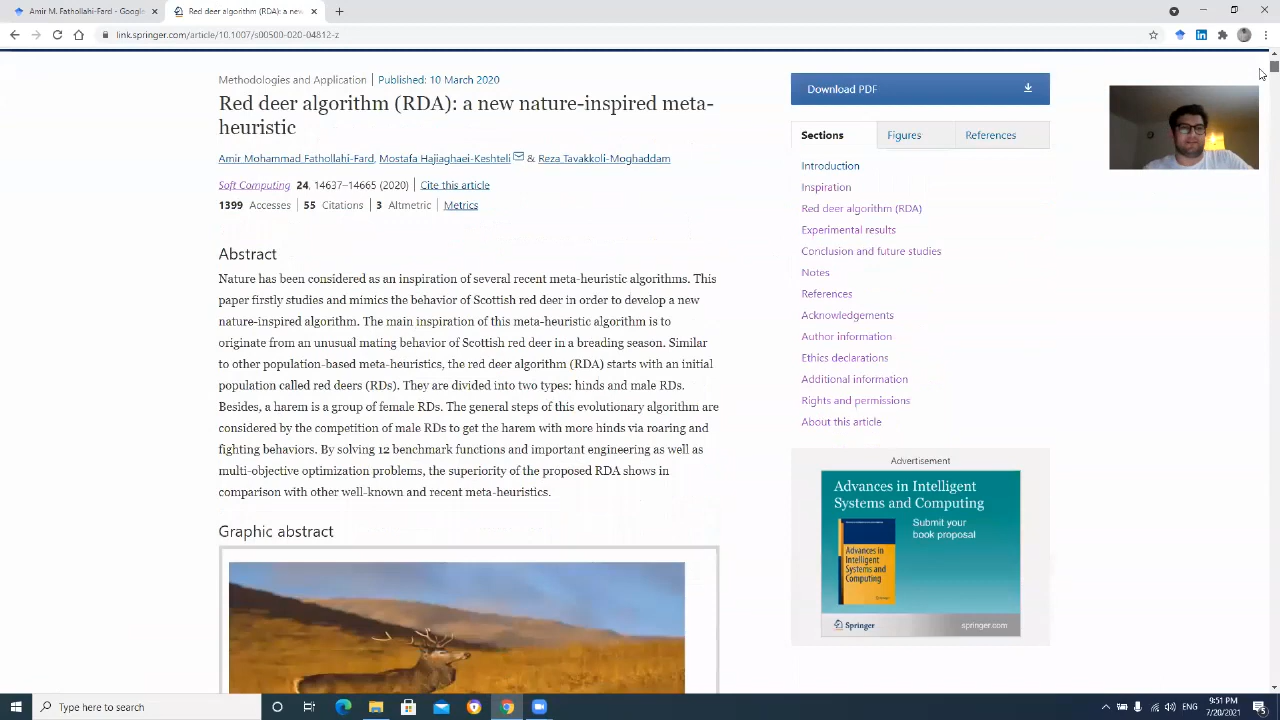 Amir M. Fathollahi-Fard - Google
Red deer algorithm (RDA): a new
link.springer.com/article/10.1007/s00500-020-04812-z
Methodologies and Application | Published: 10 March 2020
Red deer algorithm (RDA): a new nature-inspired meta-
heuristic
Amir Mohammad Fathollahi-Fard, Mostafa Hajiaghaei-Keshteli & Reza Tavakkoli-Moghaddam
Soft Computing 24, 14637–14665 (2020) | Cite this article
1399 Accesses | 55 Citations | 3 Altmetric | Metrics
Abstract
Nature has been considered as an inspiration of several recent meta-heuristic algorithms. This
paper firstly studies and mimics the behavior of Scottish red deer in order to develop a new
nature-inspired algorithm. The main inspiration of this meta-heuristic algorithm is to
originate from an unusual mating behavior of Scottish red deer in a breading season. Similar
to other population-based meta-heuristics, the red deer algorithm (RDA) starts with an initial
population called red deers (RDs). They are divided into two types: hinds and male RDs.
Besides, a harem is a group of female RDs. The general steps of this evolutionary algorithm are
considered by the competition of male RDs to get the harem with more hinds via roaring and
fighting behaviors. By solving 12 benchmark functions and important engineering as well as
multi-objective optimization problems, the superiority of the proposed RDA shows in
comparison with other well-known and recent meta-heuristics.
Graphic abstract
Download PDF
Sections Figures References
Introduction
Inspiration
Red deer algorithm (RDA)
Experimental results
Conclusion and future studies
Notes
References
Acknowledgements
Author information
Ethics declarations
Additional information
Rights and permissions
About this article
Advertisement
Advances in Intelligent
Systems and Computing
Submit your
book proposal
Advances in
Intelligent
Systems and
Computing
Springer
springer.com
Type here to search
ENG
9:51 PM
7/20/2021